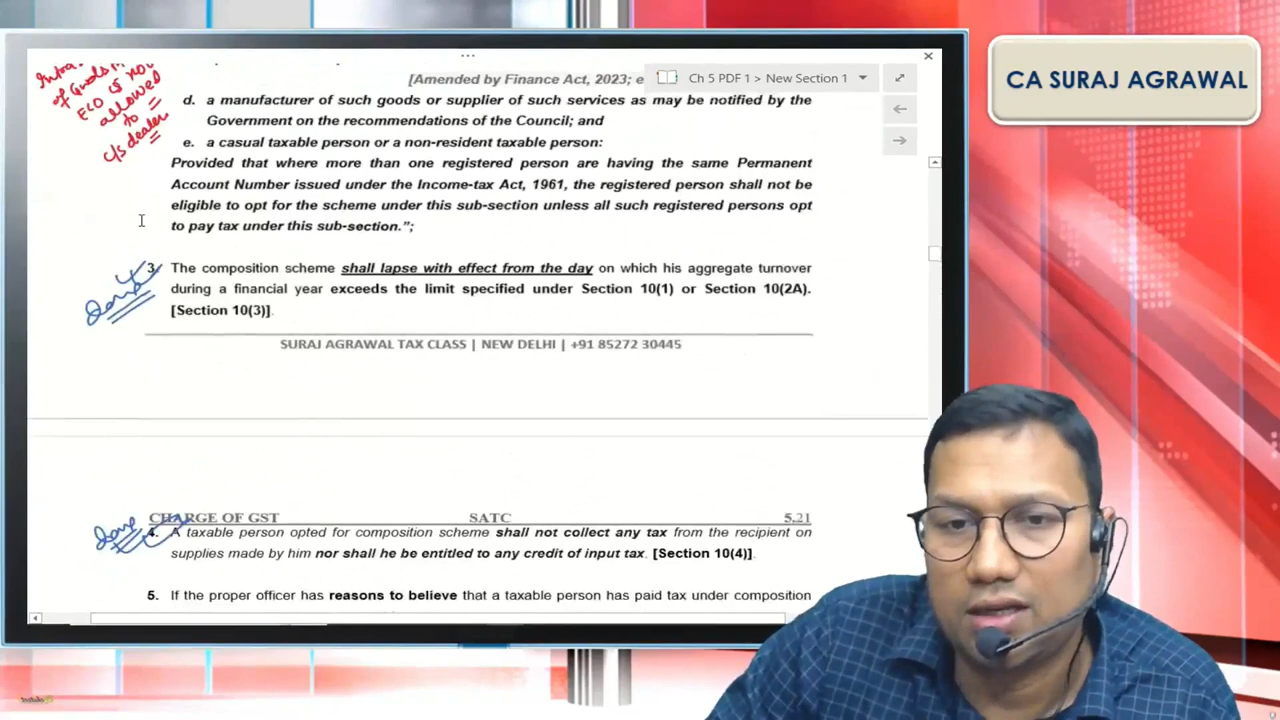 CA SURAJ AGRAWAL
Ch 5 PDF 1 > New Section 1
[Amended by Finance Act, 2023; e
of Goods
ECO is not
allowed
to
c/s dealer
d. a manufacturer of such goods or supplier of such services as may be notified by the
Government on the recommendations of the Council; and
e. a casual taxable person or a non-resident taxable person:
Provided that where more than one registered person are having the same Permanent
Account Number issued under the Income-tax Act, 1961, the registered person shall not be
eligible to opt for the scheme under this sub-section unless all such registered persons opt
to pay tax under this sub-section.";
Done
3. The composition scheme shall lapse with effect from the day on which his aggregate turnover
during a financial year exceeds the limit specified under Section 10(1) or Section 10(2A).
[Section 10(3)].
SURAJ AGRAWAL TAX CLASS | NEW DELHI | +91 85272 30445
CHARGE OF GST SATC 5.21
Done
4. A taxable person opted for composition scheme shall not collect any tax from the recipient on
supplies made by him nor shall he be entitled to any credit of input tax. [Section 10(4)].
5. If the proper officer has reasons to believe that a taxable person has paid tax under composition